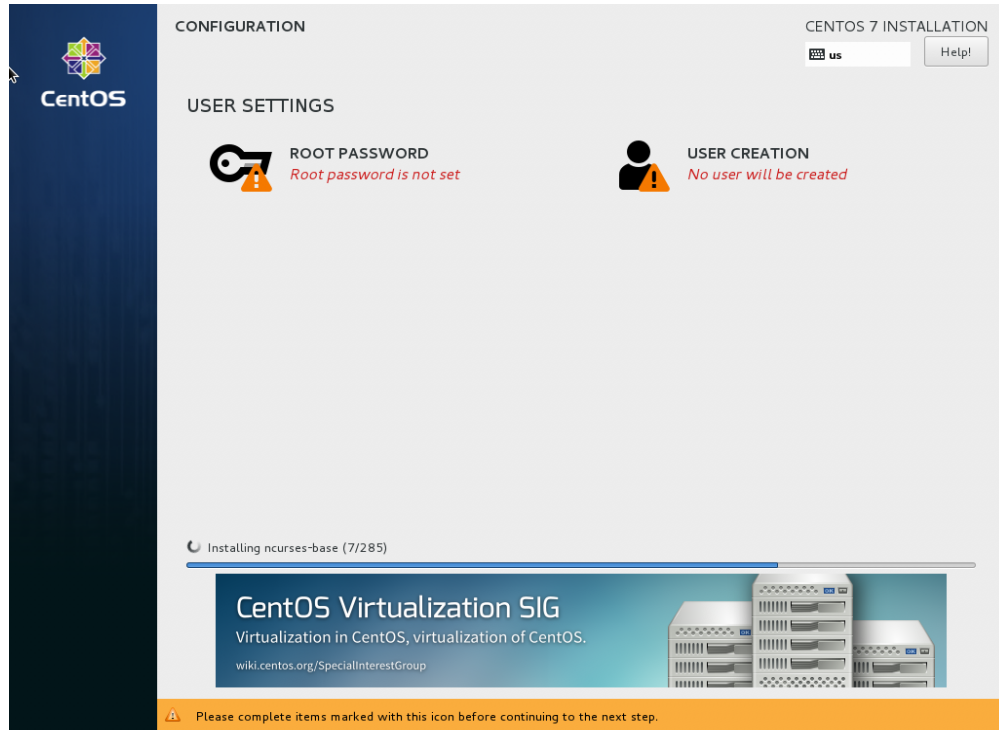 CONFIGURATION
CENTOS 7 INSTALLATION
us
Help!
CentOS
USER SETTINGS
ROOT PASSWORD
Root password is not set
USER CREATION
No user will be created
Installing ncurses-base (7/285)
CentOS Virtualization SIG
Virtualization in CentOS, virtualization of CentOS.
wiki.centos.org/SpecialInterestGroup
Please complete items marked with this icon before continuing to the next step.